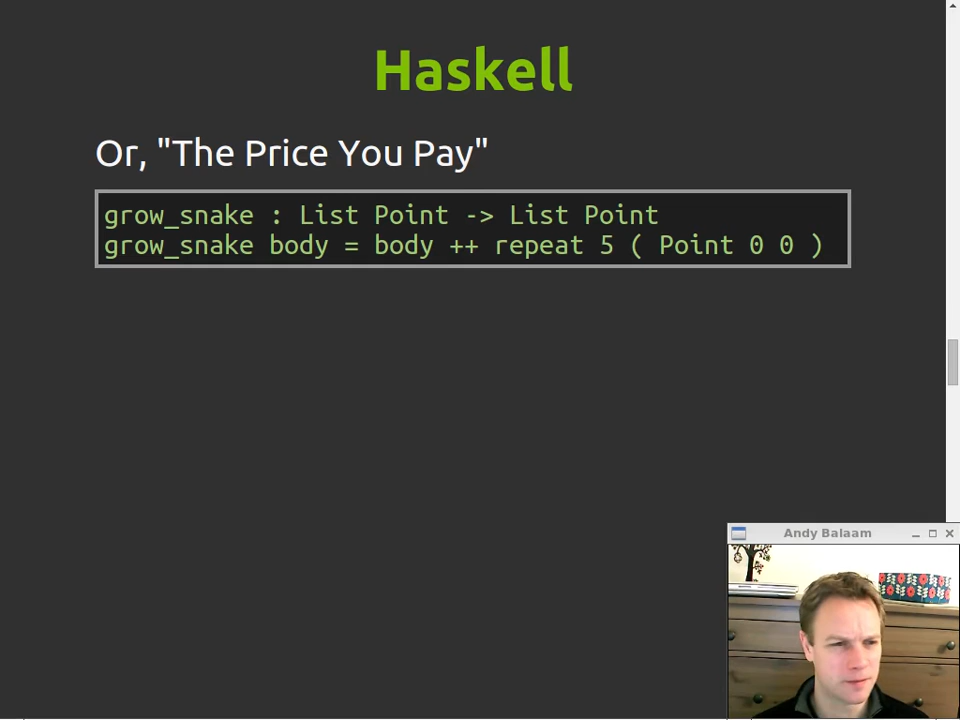 Haskell
Or, "The Price You Pay"
grow_snake : List Point -> List Point
grow_snake body = body ++ repeat 5 ( Point 0 0 )
Andy Balaam